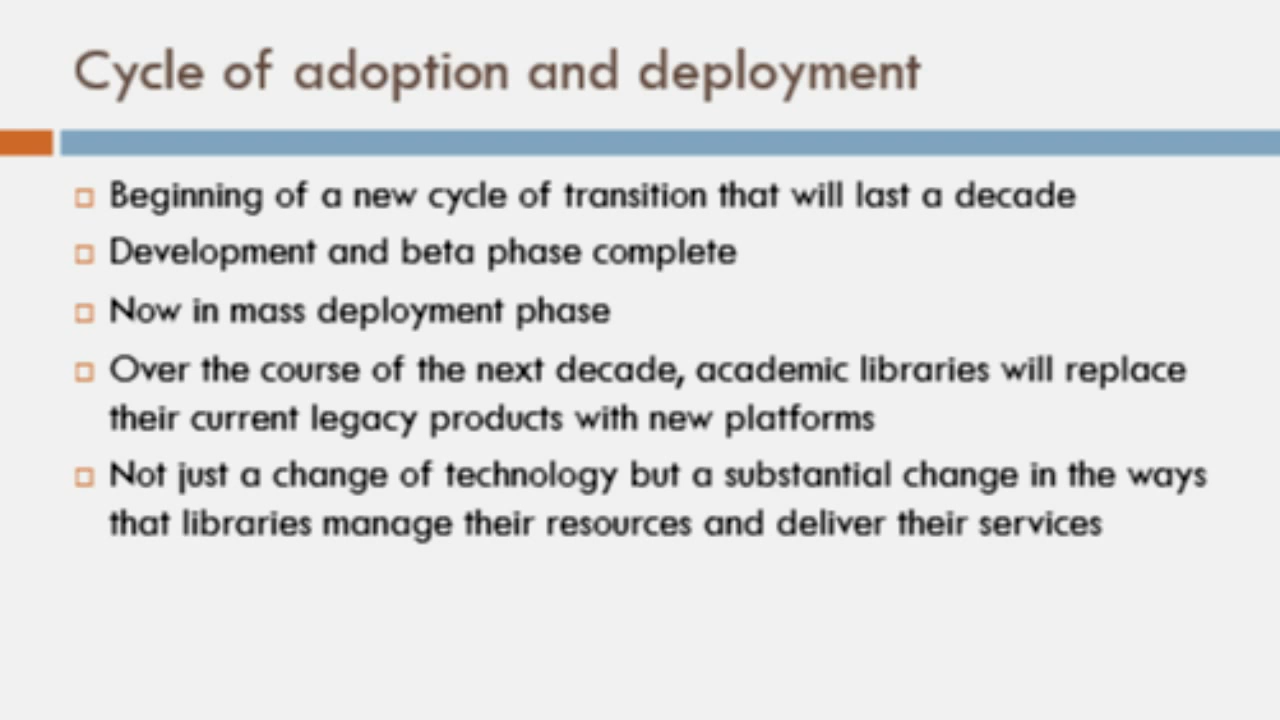 Cycle of adoption and deployment
Beginning of a new cycle of transition that will last a decade
Development and beta phase complete
Now in mass deployment phase
Over the course of the next decade, academic libraries will replace
their current legacy products with new platforms
Not just a change of technology but a substantial change in the ways
that libraries manage their resources and deliver their services